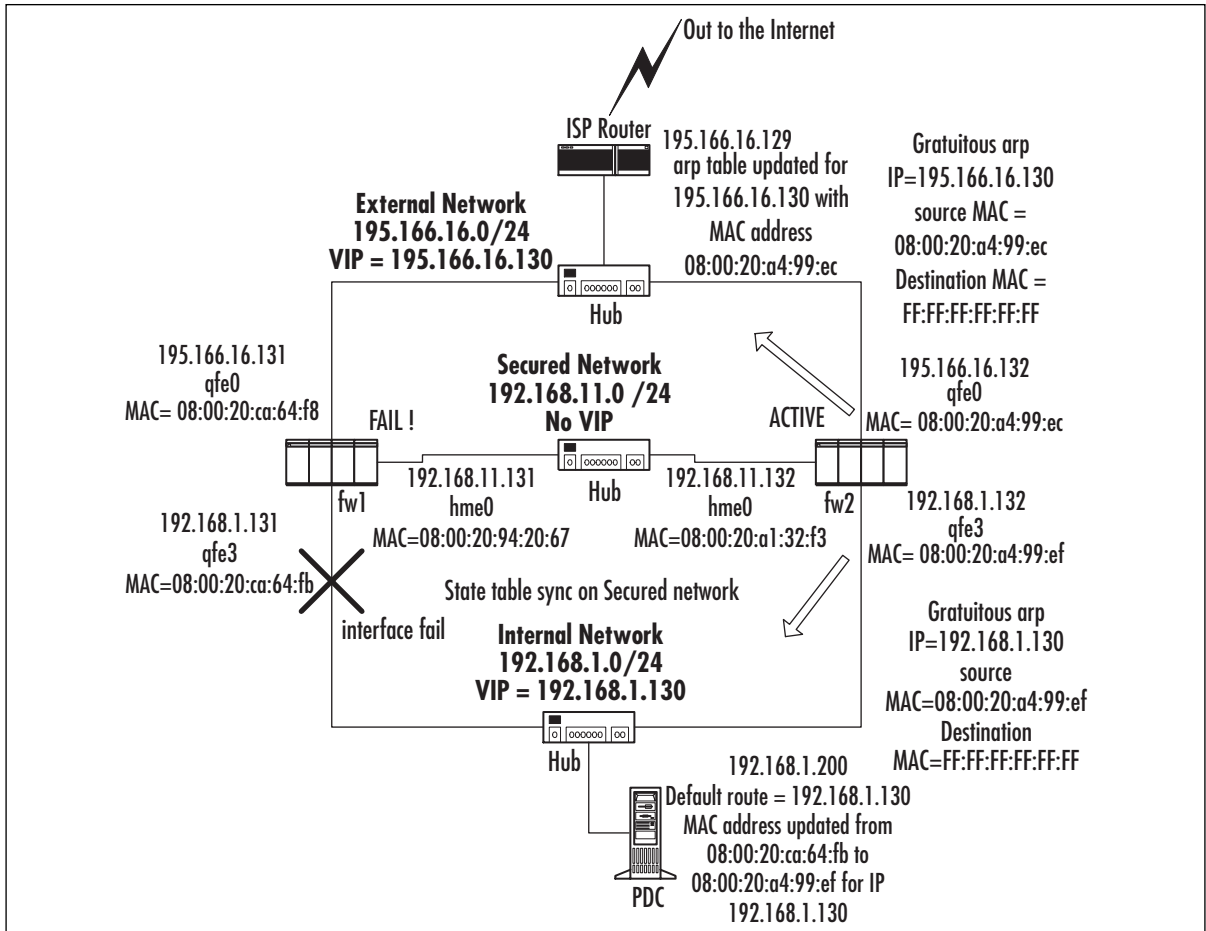 Out to the Internet
ISP Router
195.166.16.129
arp table updated for
195.166.16.130 with
MAC address
08:00:20:a4:99:ec
Gratuitous arp
IP=195.166.16.130
source MAC =
08:00:20:a4:99:ec
Destination MAC =
FF:FF:FF:FF:FF:FF
External Network
195.166.16.0/24
VIP = 195.166.16.130
Hub
195.166.16.131
qfe0
MAC= 08:00:20:ca:64:f8
Secured Network
192.168.11.0 /24
No VIP
195.166.16.132
qfe0
MAC= 08:00:20:a4:99:ec
FAIL !
ACTIVE
fw1
192.168.11.131
hme0
MAC=08:00:20:94:20:67
Hub
192.168.11.132
hme0
MAC=08:00:20:a1:32:f3
fw2
192.168.1.131
qfe3
MAC=08:00:20:ca:64:fb
192.168.1.132
qfe3
MAC= 08:00:20:a4:99:ef
State table sync on Secured network
interface fail
Internal Network
192.168.1.0/24
VIP = 192.168.1.130
Gratuitous arp
IP=192.168.1.130
source
MAC=08:00:20:a4:99:ef
Destination
MAC=FF:FF:FF:FF:FF:FF
Hub
192.168.1.200
Default route = 192.168.1.130
MAC address updated from
08:00:20:ca:64:fb to
08:00:20:a4:99:ef for IP
192.168.1.130
PDC